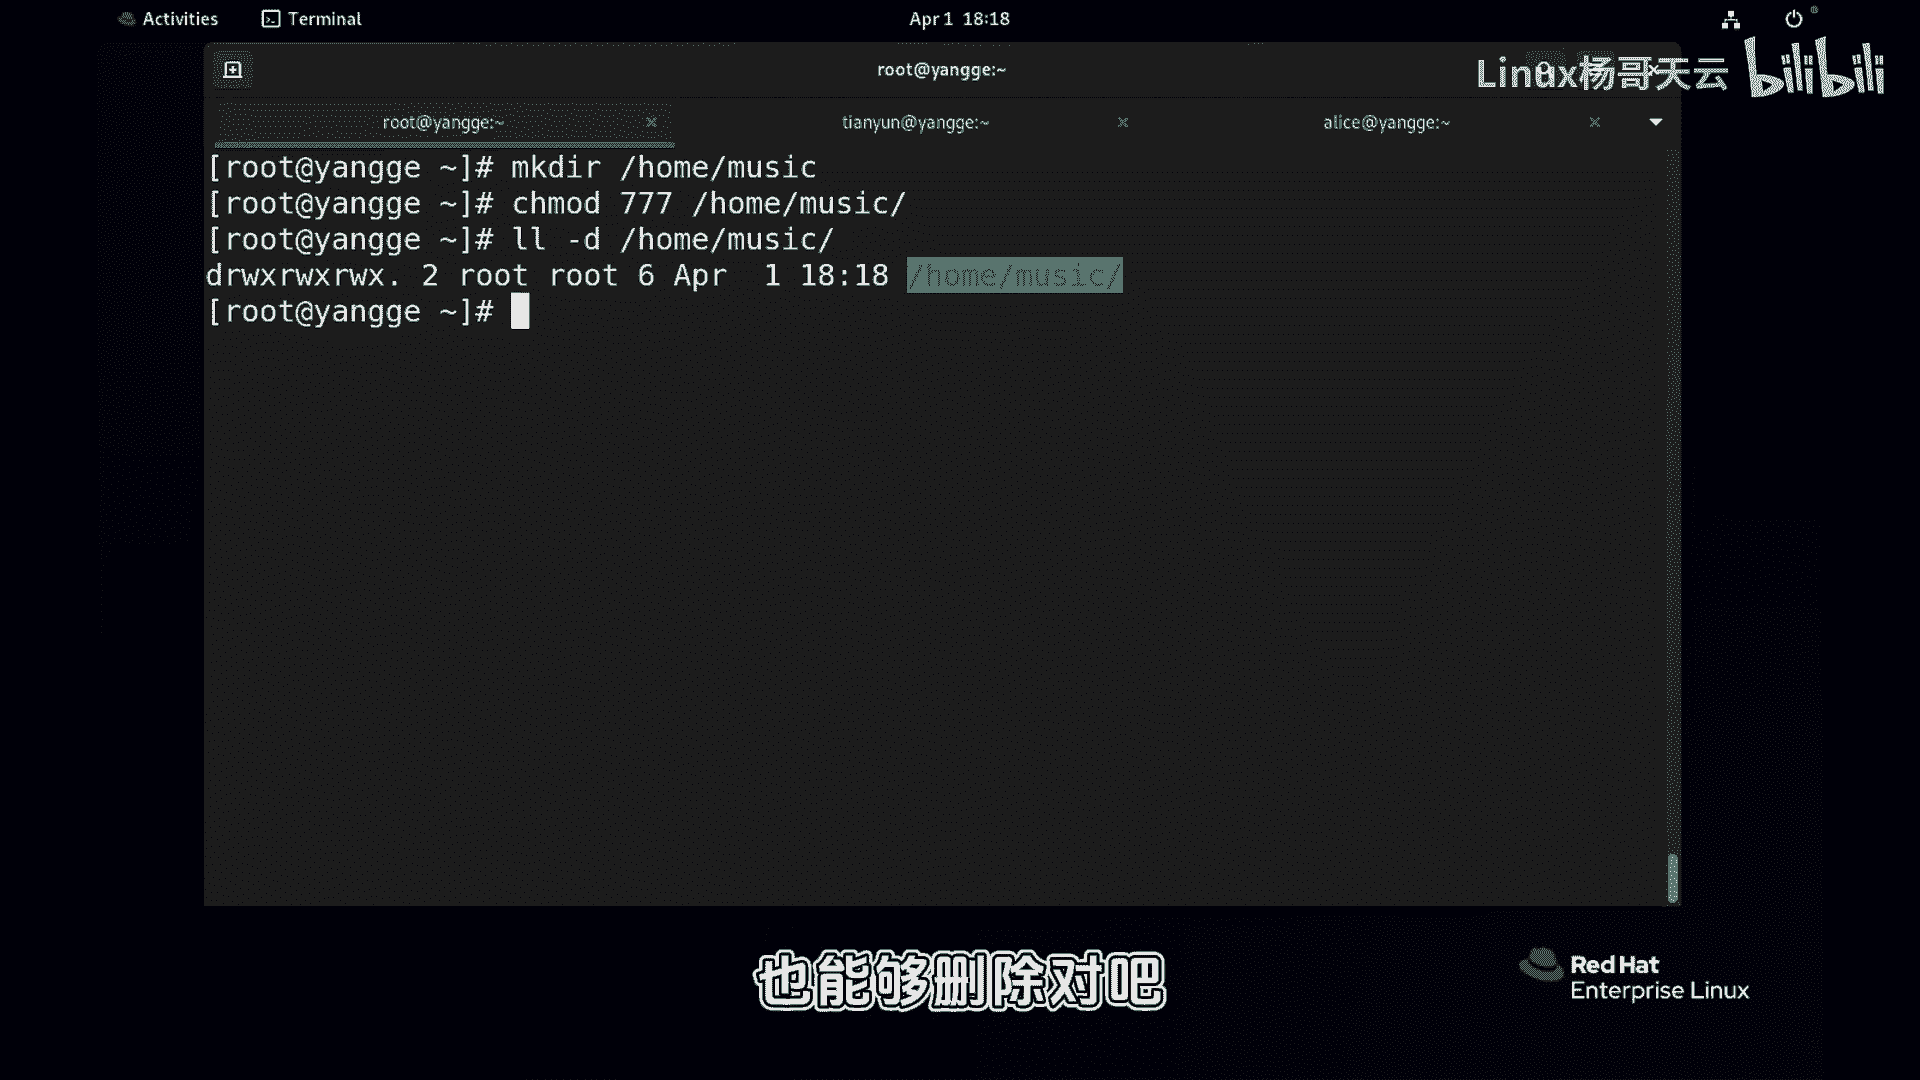 Activities Terminal Apr 1 18:18
root@yangge:~
Linux杨哥天云 bilibili
root@yangge:~ tianyun@yangge:~ alice@yangge:~
[root@yangge ~]# mkdir /home/music
[root@yangge ~]# chmod 777 /home/music/
[root@yangge ~]# ll -d /home/music/
drwxrwxrwx. 2 root root 6 Apr  1 18:18 /home/music/
[root@yangge ~]#
也能够删除对吧
Red Hat
Enterprise Linux